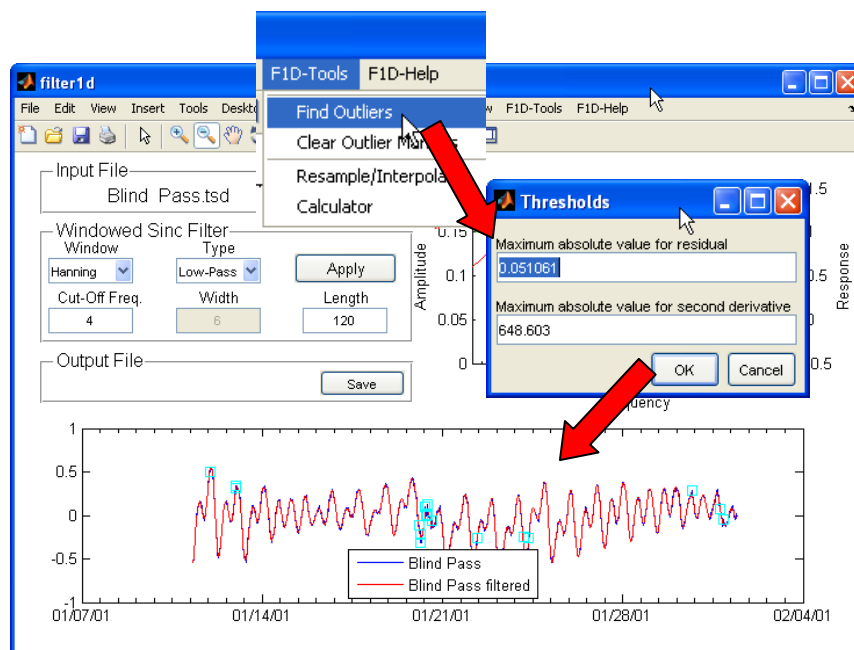 F1D-Tools F1D-Help
Find Outliers
Clear Outlier
Resample/Interpola
Calculator
filter1d
File Edit View Insert Tools Deskt
F1D-Tools F1D-Help
Input File
Blind Pass.tsd
Windowed Sinc Filter
Window Type
Hanning Low-Pass Apply
Cut-Off Freq. Width Length
4 6 120
Output File
Save
Amplitude
0.15
0.1
0.05
0
Response
1.5
0.5
0.5
Thresholds
Maximum absolute value for residual
0.051061
Maximum absolute value for second derivative
648.603
OK Cancel
1
0.5
0
-0.5
-1
Blind Pass
Blind Pass filtered
01/07/01 01/14/01 01/21/01 01/28/01 02/04/01